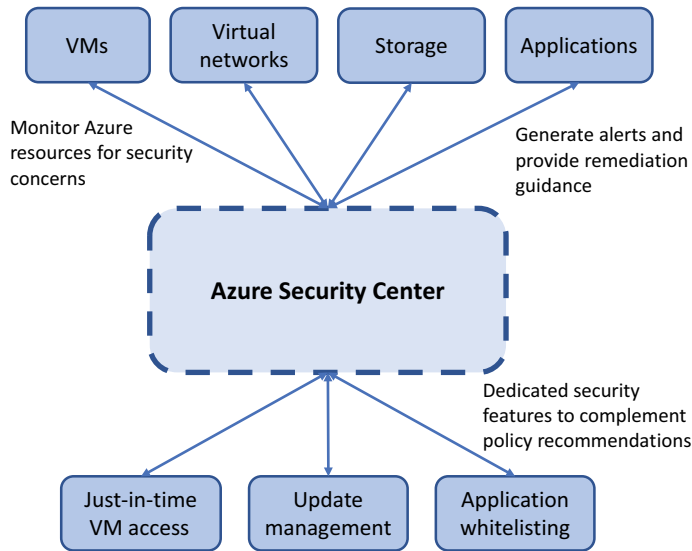 VMs
Virtual
networks
Storage
Applications
Monitor Azure
resources for security
concerns
Generate alerts and
provide remediation
guidance
Azure Security Center
Dedicated security
features to complement
policy recommendations
Just-in-time
VM access
Update
management
Application
whitelisting